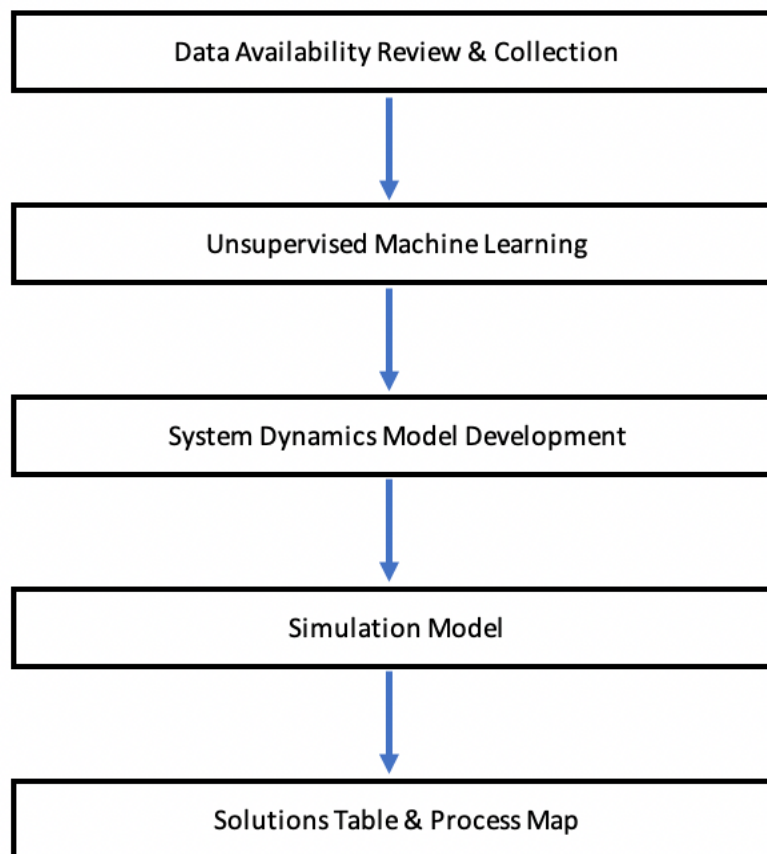 Data Availability Review & Collection
Unsupervised Machine Learning
System Dynamics Model Development
Simulation Model
Solutions Table & Process Map